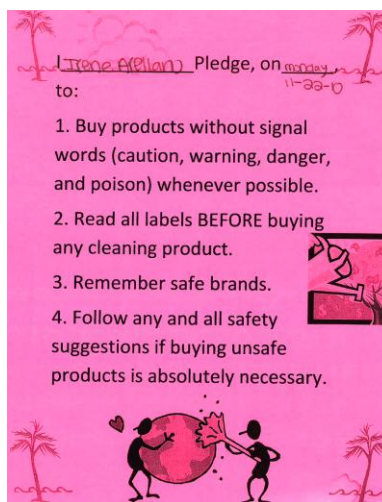 I Irene Arellano Pledge, on monday,
11-22-10
to:
1. Buy products without signal
words (caution, warning, danger,
and poison) whenever possible.
2. Read all labels BEFORE buying
any cleaning product.
3. Remember safe brands.
4. Follow any and all safety
suggestions if buying unsafe
products is absolutely necessary.